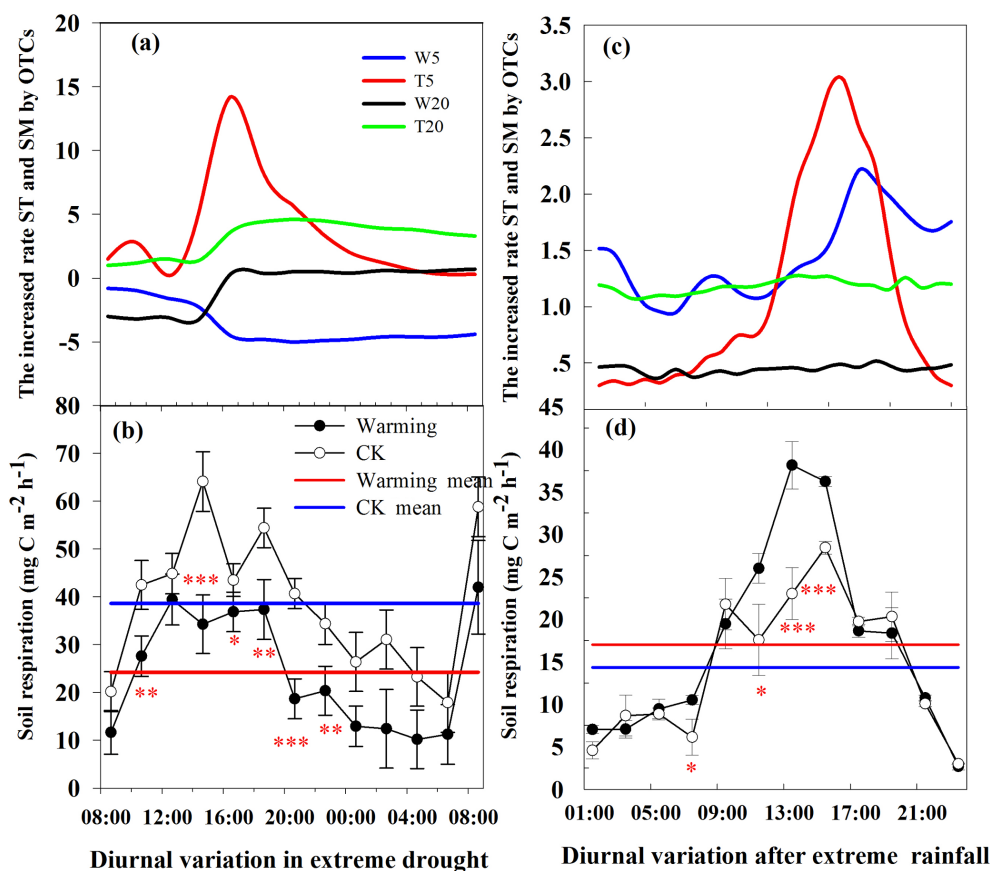 (a)
The increased rate ST and SM by OTCs
20
15
10
5
0
−5
80
W5
T5
W20
T20
(c)
The increased rate ST and SM by OTCs
3.5
3.0
2.5
2.0
1.5
1.0
.5
45
(b)
Soil respiration (mg C m⁻² h⁻¹)
70
60
50
40
30
20
10
0
Warming
CK
Warming mean
CK mean
***
*
**
**
***
**
08:00 12:00 16:00 20:00 00:00 04:00 08:00
Diurnal variation in extreme drought
(d)
Soil respiration (mg C m⁻² h⁻¹)
40
35
30
25
20
15
10
5
0
***
***
*
*
01:00 05:00 09:00 13:00 17:00 21:00
Diurnal variation after extreme rainfall